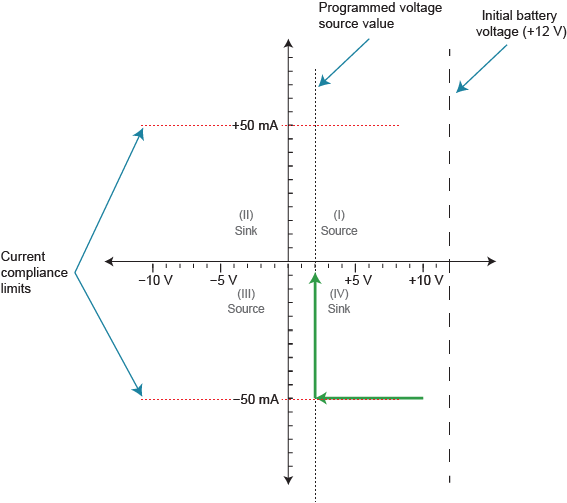 Programmed voltage
source value
Initial battery
voltage (+12 V)
+50 mA
(II)
Sink
(I)
Source
Current
compliance
limits
−10 V
−5 V
+5 V
+10 V
(III)
Source
(IV)
Sink
−50 mA